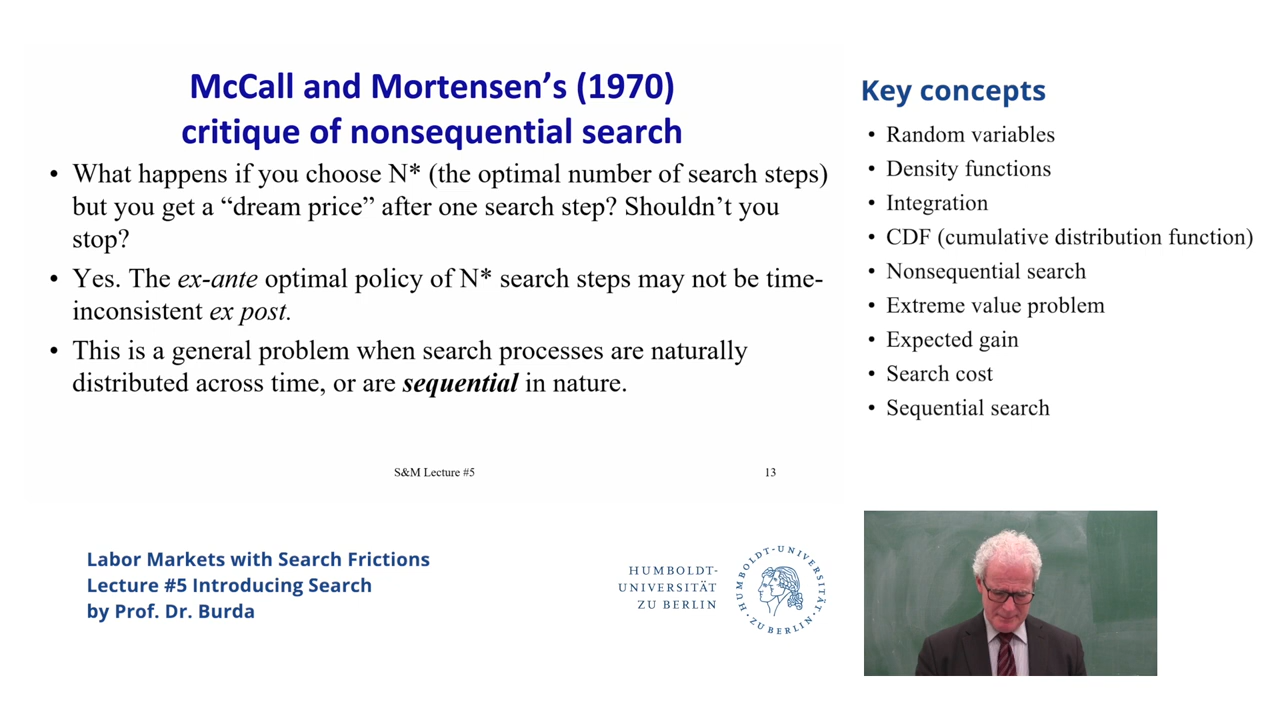 McCall and Mortensen’s (1970)
critique of nonsequential search
• What happens if you choose N* (the optimal number of search steps)
but you get a “dream price” after one search step? Shouldn’t you
stop?
• Yes. The ex-ante optimal policy of N* search steps may not be time-
inconsistent ex post.
• This is a general problem when search processes are naturally
distributed across time, or are sequential in nature.
S&M Lecture #5
13
Key concepts
• Random variables
• Density functions
• Integration
• CDF (cumulative distribution function)
• Nonsequential search
• Extreme value problem
• Expected gain
• Search cost
• Sequential search
Labor Markets with Search Frictions
Lecture #5 Introducing Search
by Prof. Dr. Burda
HUMBOLDT-
UNIVERSITÄT
ZU BERLIN
HUMBOLDT-UNIVERSITÄT
ZU BERLIN